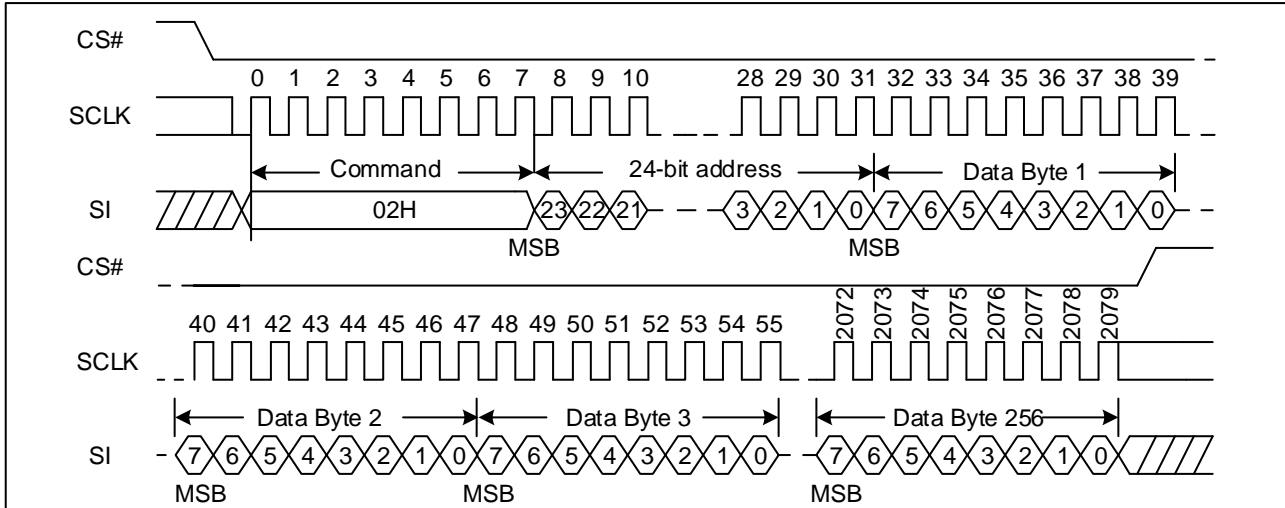 CS#
0 1 2 3 4 5 6 7 8 9 10 28 29 30 31 32 33 34 35 36 37 38 39
SCLK
Command 24-bit address Data Byte 1
SI 02H 23 22 21 3 2 1 0 7 6 5 4 3 2 1 0
MSB MSB
CS#
40 41 42 43 44 45 46 47 48 49 50 51 52 53 54 55 2072 2073 2074 2075 2076 2077 2078 2079
SCLK
Data Byte 2 Data Byte 3 Data Byte 256
SI 7 6 5 4 3 2 1 0 7 6 5 4 3 2 1 0 7 6 5 4 3 2 1 0
MSB MSB MSB